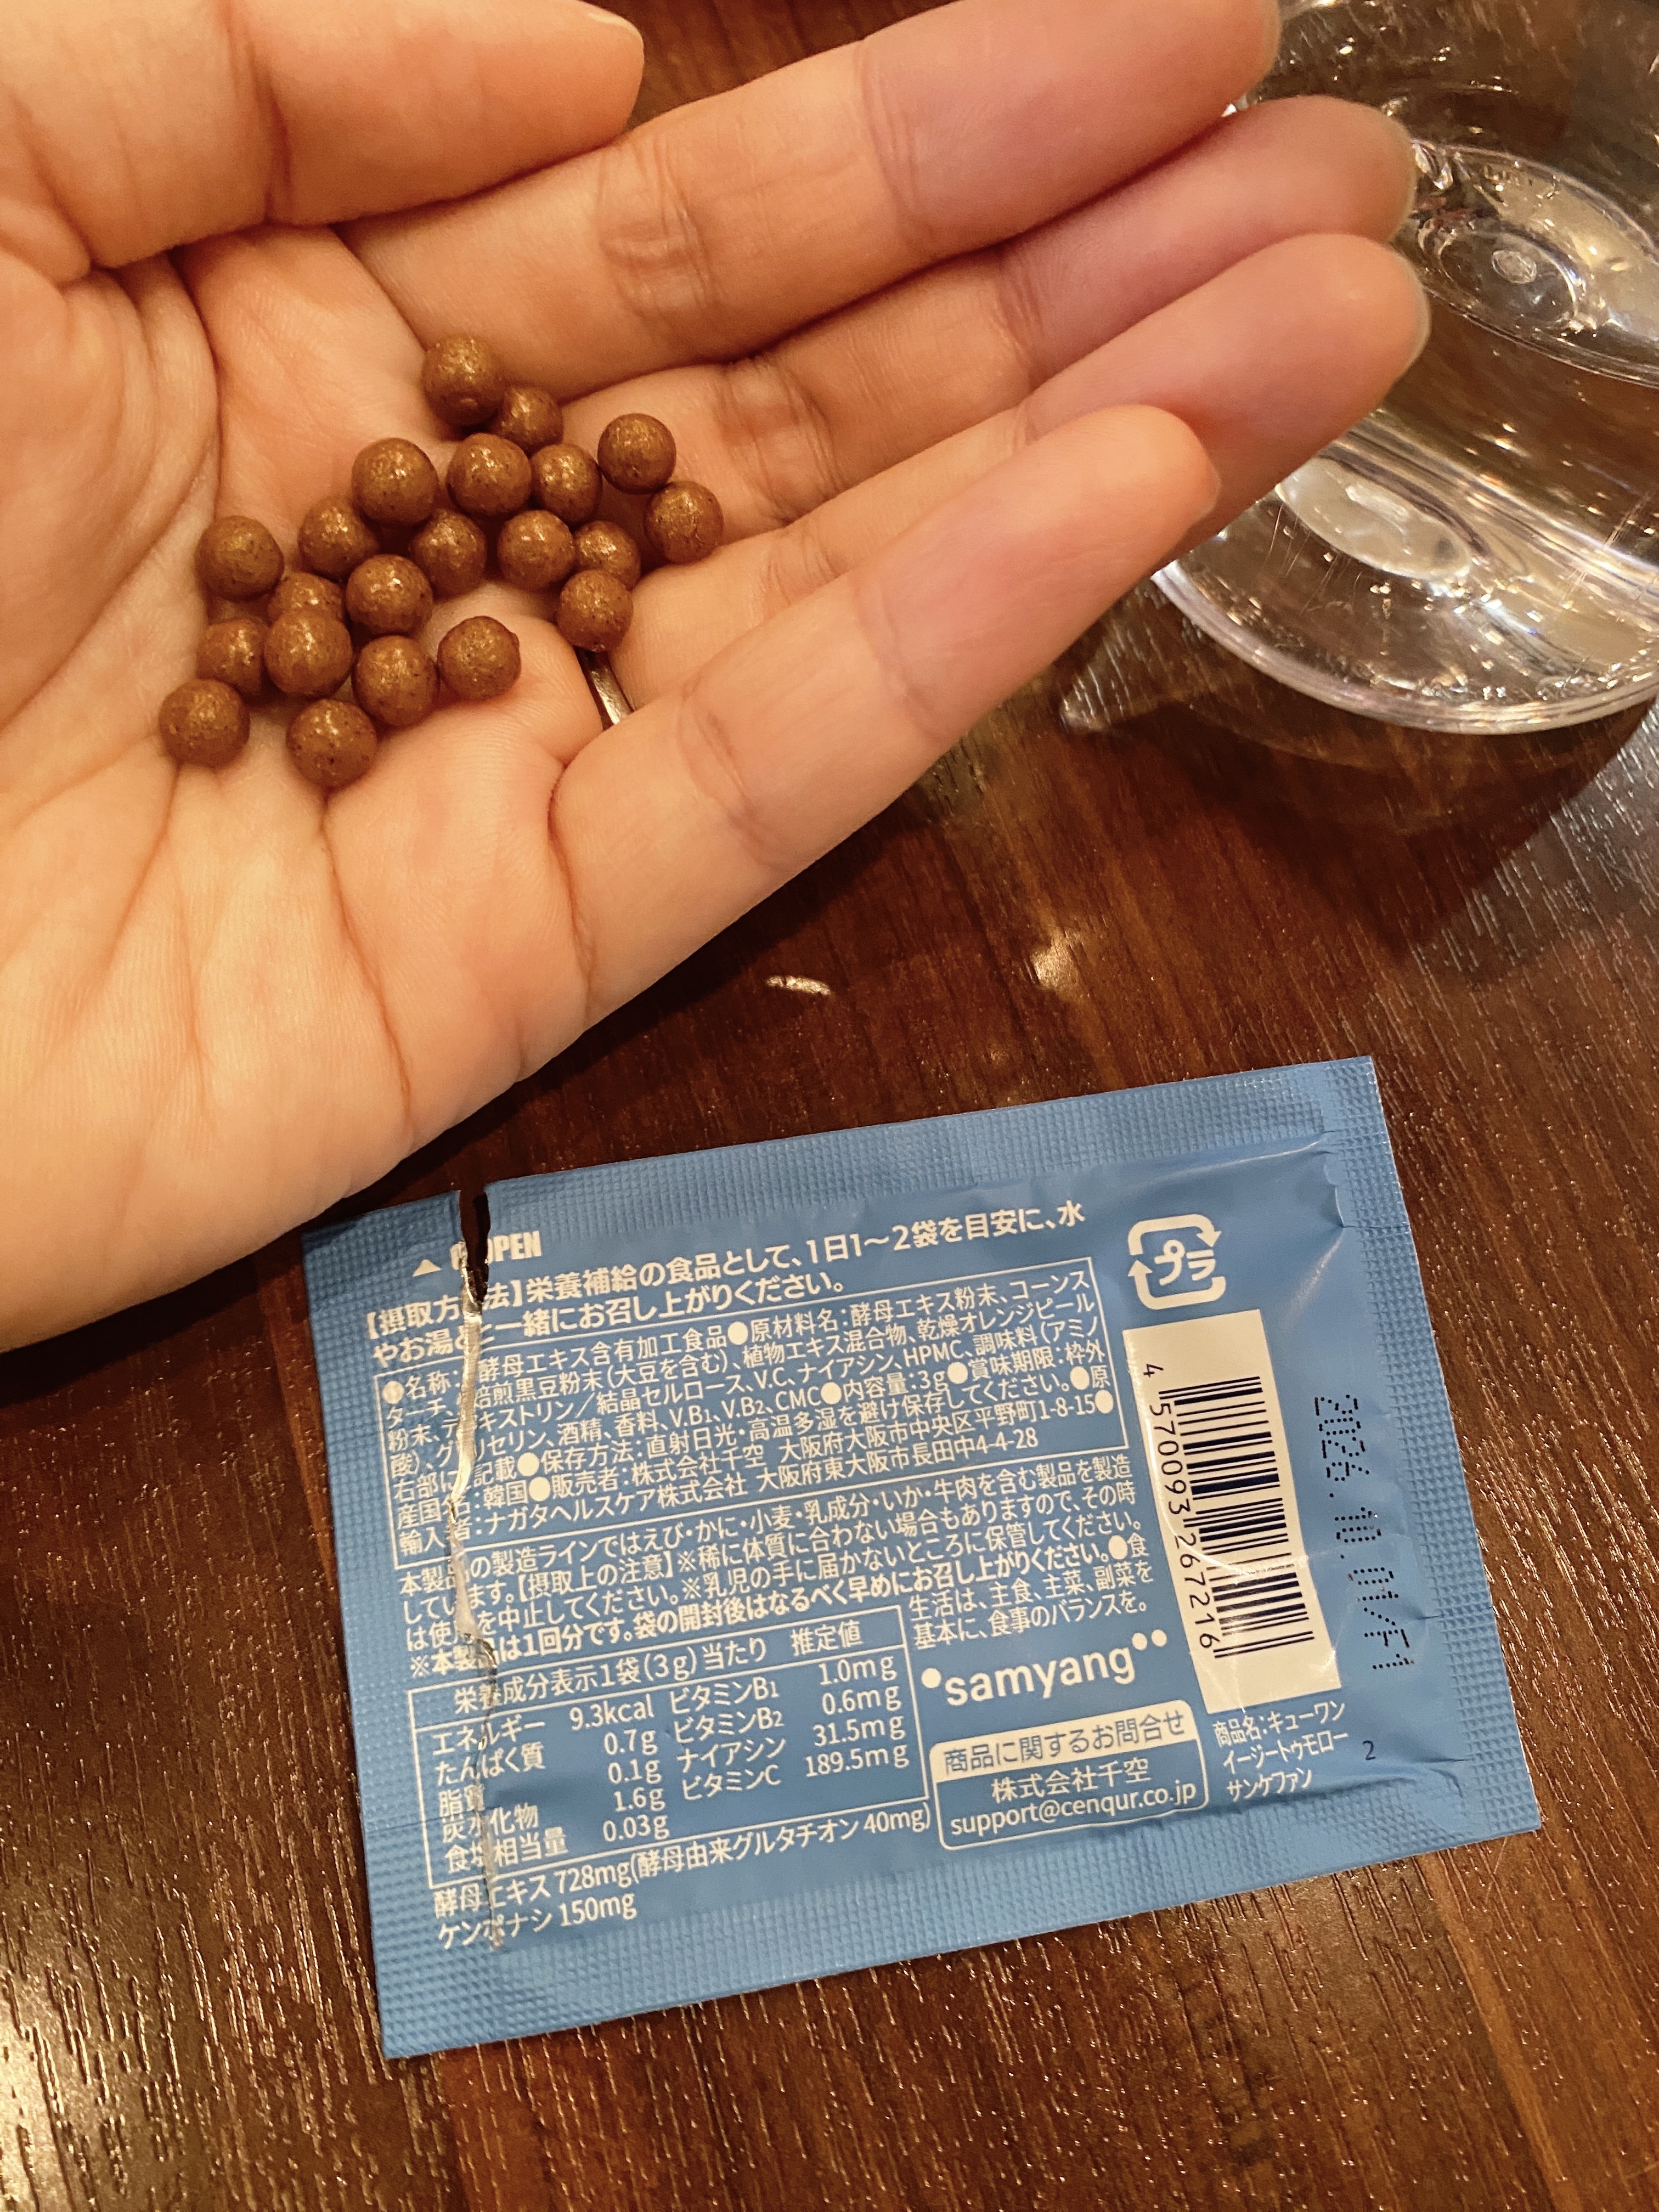 ▲ OPEN
【摂取方法】栄養補給の食品として、1日1〜2袋を目安に、水
やお湯と一緒にお召し上がりください。
●名称：酵母エキス含有加工食品●原材料名：酵母エキス粉末、コーンス
ターチ、焙煎黒豆粉末(大豆を含む)、植物エキス混合物、乾燥オレンジピール
粉末、デキストリン／結晶セルロース、V.C、ナイアシン、HPMC、調味料(アミノ
酸)、グリセリン、酒精、香料、V.B1、V.B2、CMC●内容量：3g●賞味期限：枠外
右部に記載●保存方法：直射日光・高温多湿を避け保存してください。●原
産国名：韓国●販売者：株式会社千空 大阪府大阪市中央区平野町1-8-15●
輸入者：ナガタヘルスケア株式会社 大阪府東大阪市長田中4-4-28
本製品の製造ラインではえび・かに・小麦・乳成分・いか・牛肉を含む製品を製造
しています。【摂取上の注意】※稀に体質に合わない場合もありますので、その時
は使用を中止してください。※乳児の手に届かないところに保管してください。
※本製品は1回分です。袋の開封後はなるべく早めにお召し上がりください。●食
生活は、主食、主菜、副菜を
基本に、食事のバランスを。
栄養成分表示1袋(3g)当たり 推定値
エネルギー 9.3kcal ビタミンB1 1.0mg
たんぱく質 0.7g ビタミンB2 0.6mg
脂質 0.1g ナイアシン 31.5mg
炭水化物 1.6g ビタミンC 189.5mg
食塩相当量 0.03g
酵母エキス 728mg(酵母由来グルタチオン 40mg)
ケンポナシ 150mg
samyang
商品に関するお問合せ
株式会社千空
support@cenqur.co.jp
プラ
4 570093 267216
商品名：キューワン
イージートゥモロー
サンケファン
2
2026.10.01/F1